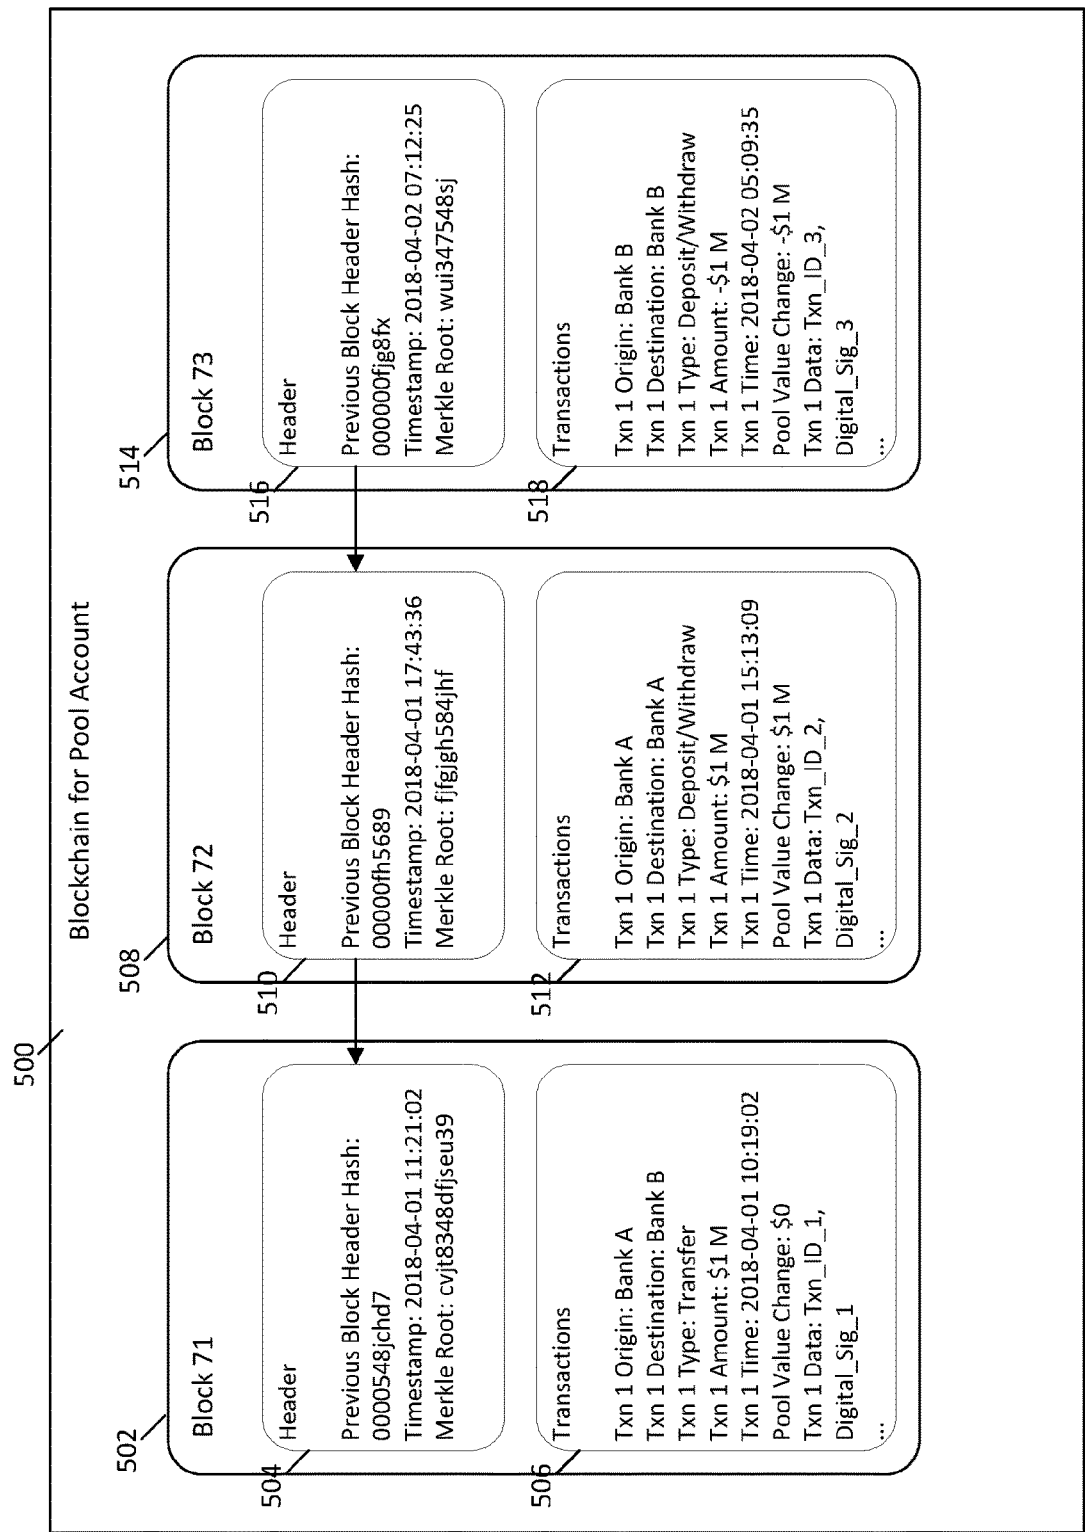 500
Blockchain for Pool Account
502
Block 71
504
Header
Previous Block Header Hash:
0000548jchd7
Timestamp: 2018-04-01 11:21:02
Merkle Root: cvjt8348dfjseu39
506
Transactions
Txn 1 Origin: Bank A
Txn 1 Destination: Bank B
Txn 1 Type: Transfer
Txn 1 Amount: $1 M
Txn 1 Time: 2018-04-01 10:19:02
Pool Value Change: $0
Txn 1 Data: Txn_ID_1,
Digital_Sig_1
...
508
Block 72
510
Header
Previous Block Header Hash:
00000fh5689
Timestamp: 2018-04-01 17:43:36
Merkle Root: fjfgjgh584jhf
512
Transactions
Txn 1 Origin: Bank A
Txn 1 Destination: Bank A
Txn 1 Type: Deposit/Withdraw
Txn 1 Amount: $1 M
Txn 1 Time: 2018-04-01 15:13:09
Pool Value Change: $1 M
Txn 1 Data: Txn_ID_2,
Digital_Sig_2
...
514
Block 73
516
Header
Previous Block Header Hash:
000000fjg8fx
Timestamp: 2018-04-02 07:12:25
Merkle Root: wui347548sj
518
Transactions
Txn 1 Origin: Bank B
Txn 1 Destination: Bank B
Txn 1 Type: Deposit/Withdraw
Txn 1 Amount: -$1 M
Txn 1 Time: 2018-04-02 05:09:35
Pool Value Change: -$1 M
Txn 1 Data: Txn_ID_3,
Digital_Sig_3
...